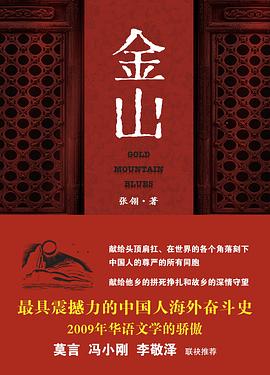 金山
GOLD
MOUNTAIN
BLUES
张翎·著
献给头顶肩扛、在世界的各个角落刻下
中国人的尊严的所有同胞
献给他乡的拼死挣扎和故乡的深情守望
最具震撼力的中国人海外奋斗史
2009年华语文学的骄傲
莫言 冯小刚 李敬泽 联袂推荐